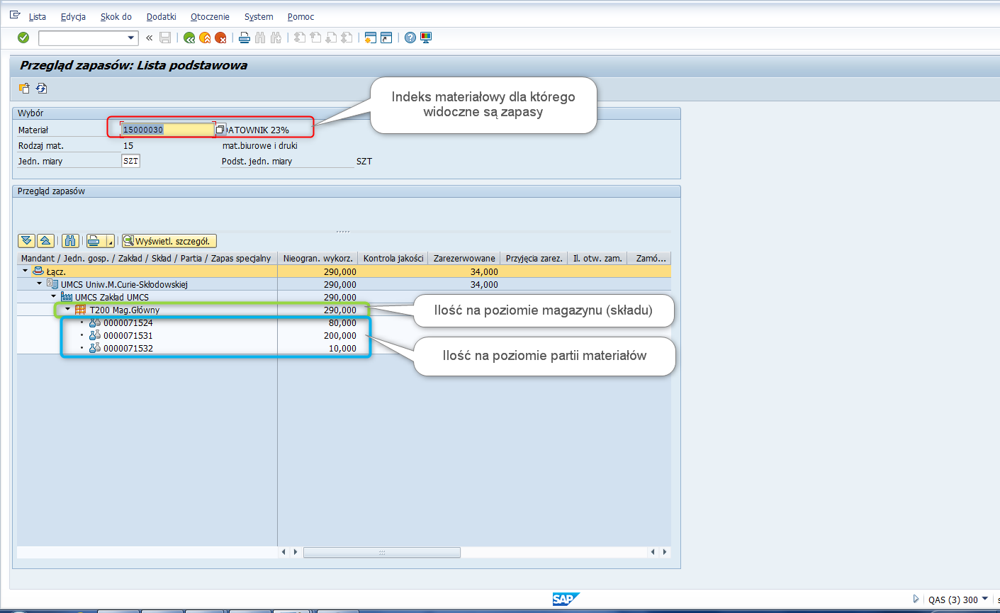 Lista Edycja Skok do Dodatki Otoczenie System Pomoc
Przegląd zapasów: Lista podstawowa
Indeks materiałowy dla którego
widoczne są zapasy
Wybór
Materiał 15000030 DATOWNIK 23%
Rodzaj mat. 15 mat.biurowe i druki
Jedn. miary SZT Podst. jedn. miary SZT
Przegląd zapasów
Wyświetl. szczegół.
Mandant / Jedn. gosp. / Zakład / Skład / Partia / Zapas specjalny Nieogran. wykorz. Kontrola jakości Zarezerwowane Przyjęcia zarez. Il. otw. zam. Zamó...
Łącz. 290,000 34,000
UMCS Uniw.M.Curie-Skłodowskiej 290,000 34,000
UMCS Zakład UMCS 290,000
T200 Mag.Główny 290,000
Ilość na poziomie magazynu (składu)
0000071524 80,000
0000071531 200,000
0000071532 10,000
Ilość na poziomie partii materiałów
SAP
QAS (3) 300